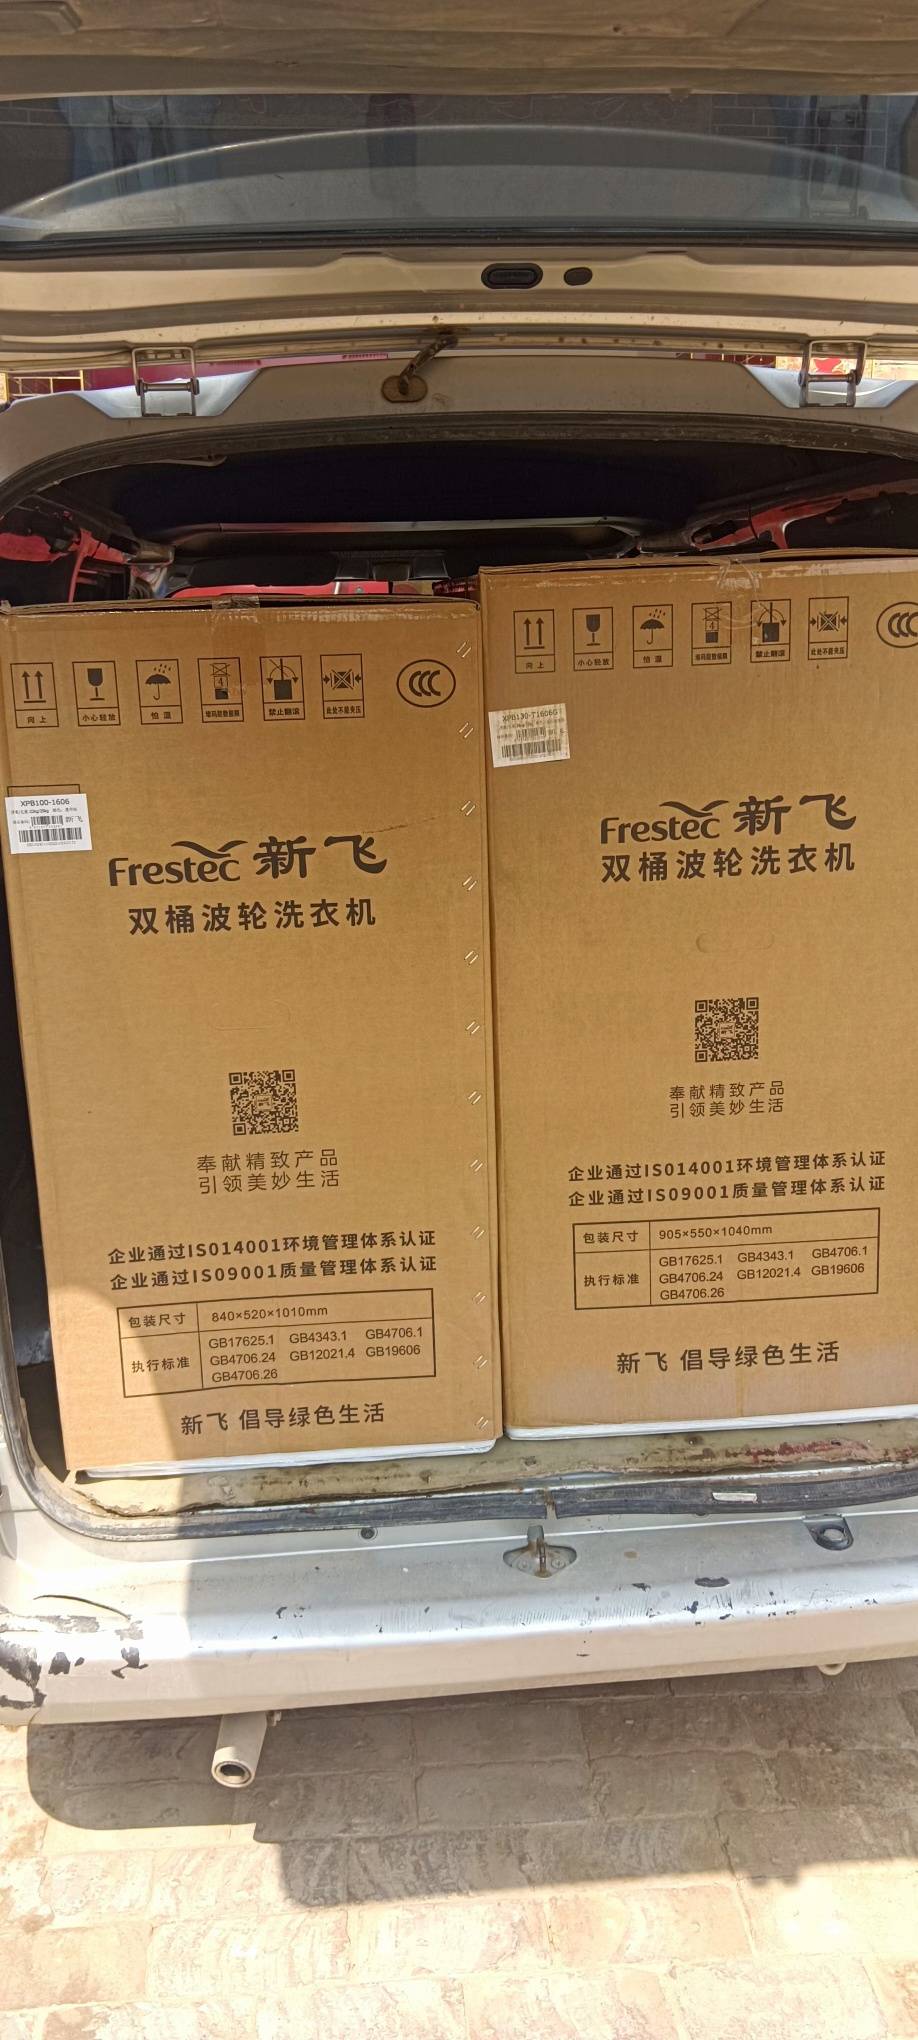 向上
小心轻放
怕湿
4
堆码层数极限
禁止翻滚
此处不能夹压
CCC
XPB100-1606
新飞
Frestec 新飞
双桶波轮洗衣机
奉献精致产品
引领美妙生活
企业通过ISO14001环境管理体系认证
企业通过ISO9001质量管理体系认证
包装尺寸 840×520×1010mm
执行标准 GB17625.1 GB4343.1 GB4706.1
GB4706.24 GB12021.4 GB19606
GB4706.26
新飞 倡导绿色生活
向上
小心轻放
怕湿
4
堆码层数极限
禁止翻滚
此处不能夹压
CCC
XPB130-T1606G
Frestec 新飞
双桶波轮洗衣机
奉献精致产品
引领美妙生活
企业通过ISO14001环境管理体系认证
企业通过ISO9001质量管理体系认证
包装尺寸 905×550×1040mm
执行标准 GB17625.1 GB4343.1 GB4706.1
GB4706.24 GB12021.4 GB19606
GB4706.26
新飞 倡导绿色生活